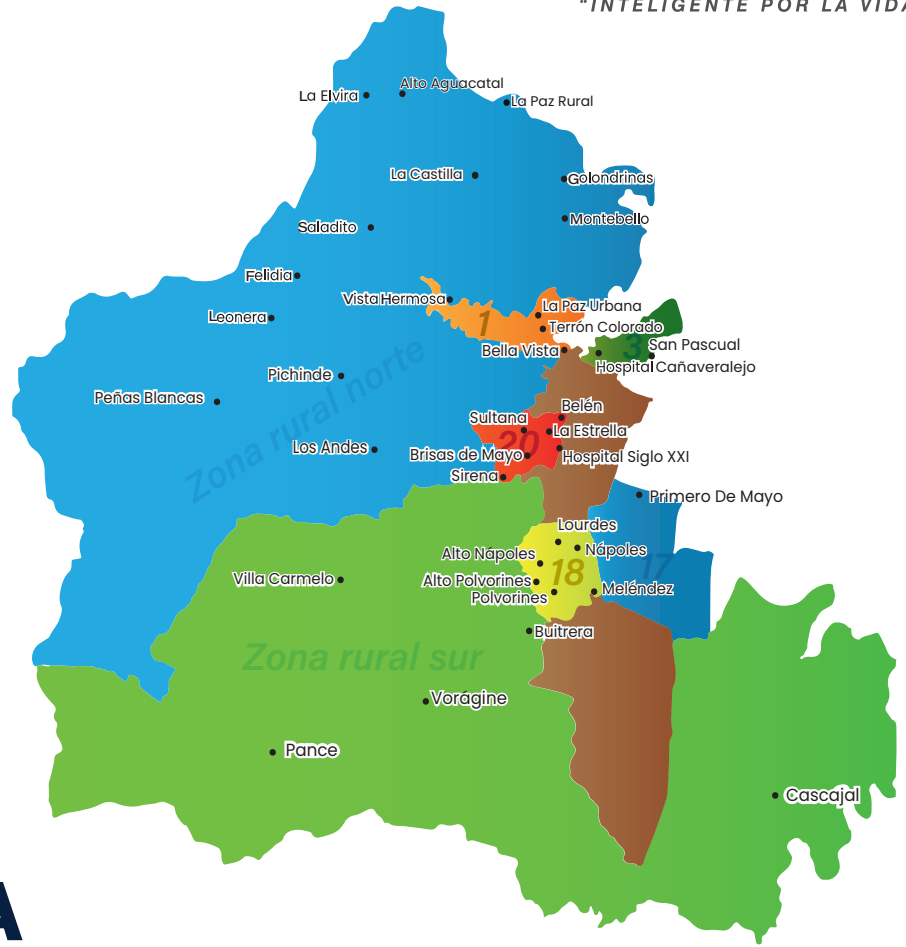 "INTELIGENTE POR LA VIDA
Alto Aguacatal
La Elvira
La Paz Rural
La Castilla
Golondrinas
Montebello
Saladito
Felidia
Vista Hermosa
La Paz Urbana
Leonera
1
Terrón Colorado
3
San Pascual
Bella Vista
Hospital Cañaveralejo
Pichinde
Zona rural norte
Peñas Blancas
Belén
Sultana
La Estrella
20
Los Andes
Brisas de Mayo
Hospital Siglo XXI
Sirena
Primero De Mayo
Lourdes
Alto Nápoles
Nápoles
17
18
Villa Carmelo
Alto Polvorines
Meléndez
Polvorines
Buitrera
Zona rural sur
Vorágine
Pance
Cascajal
A